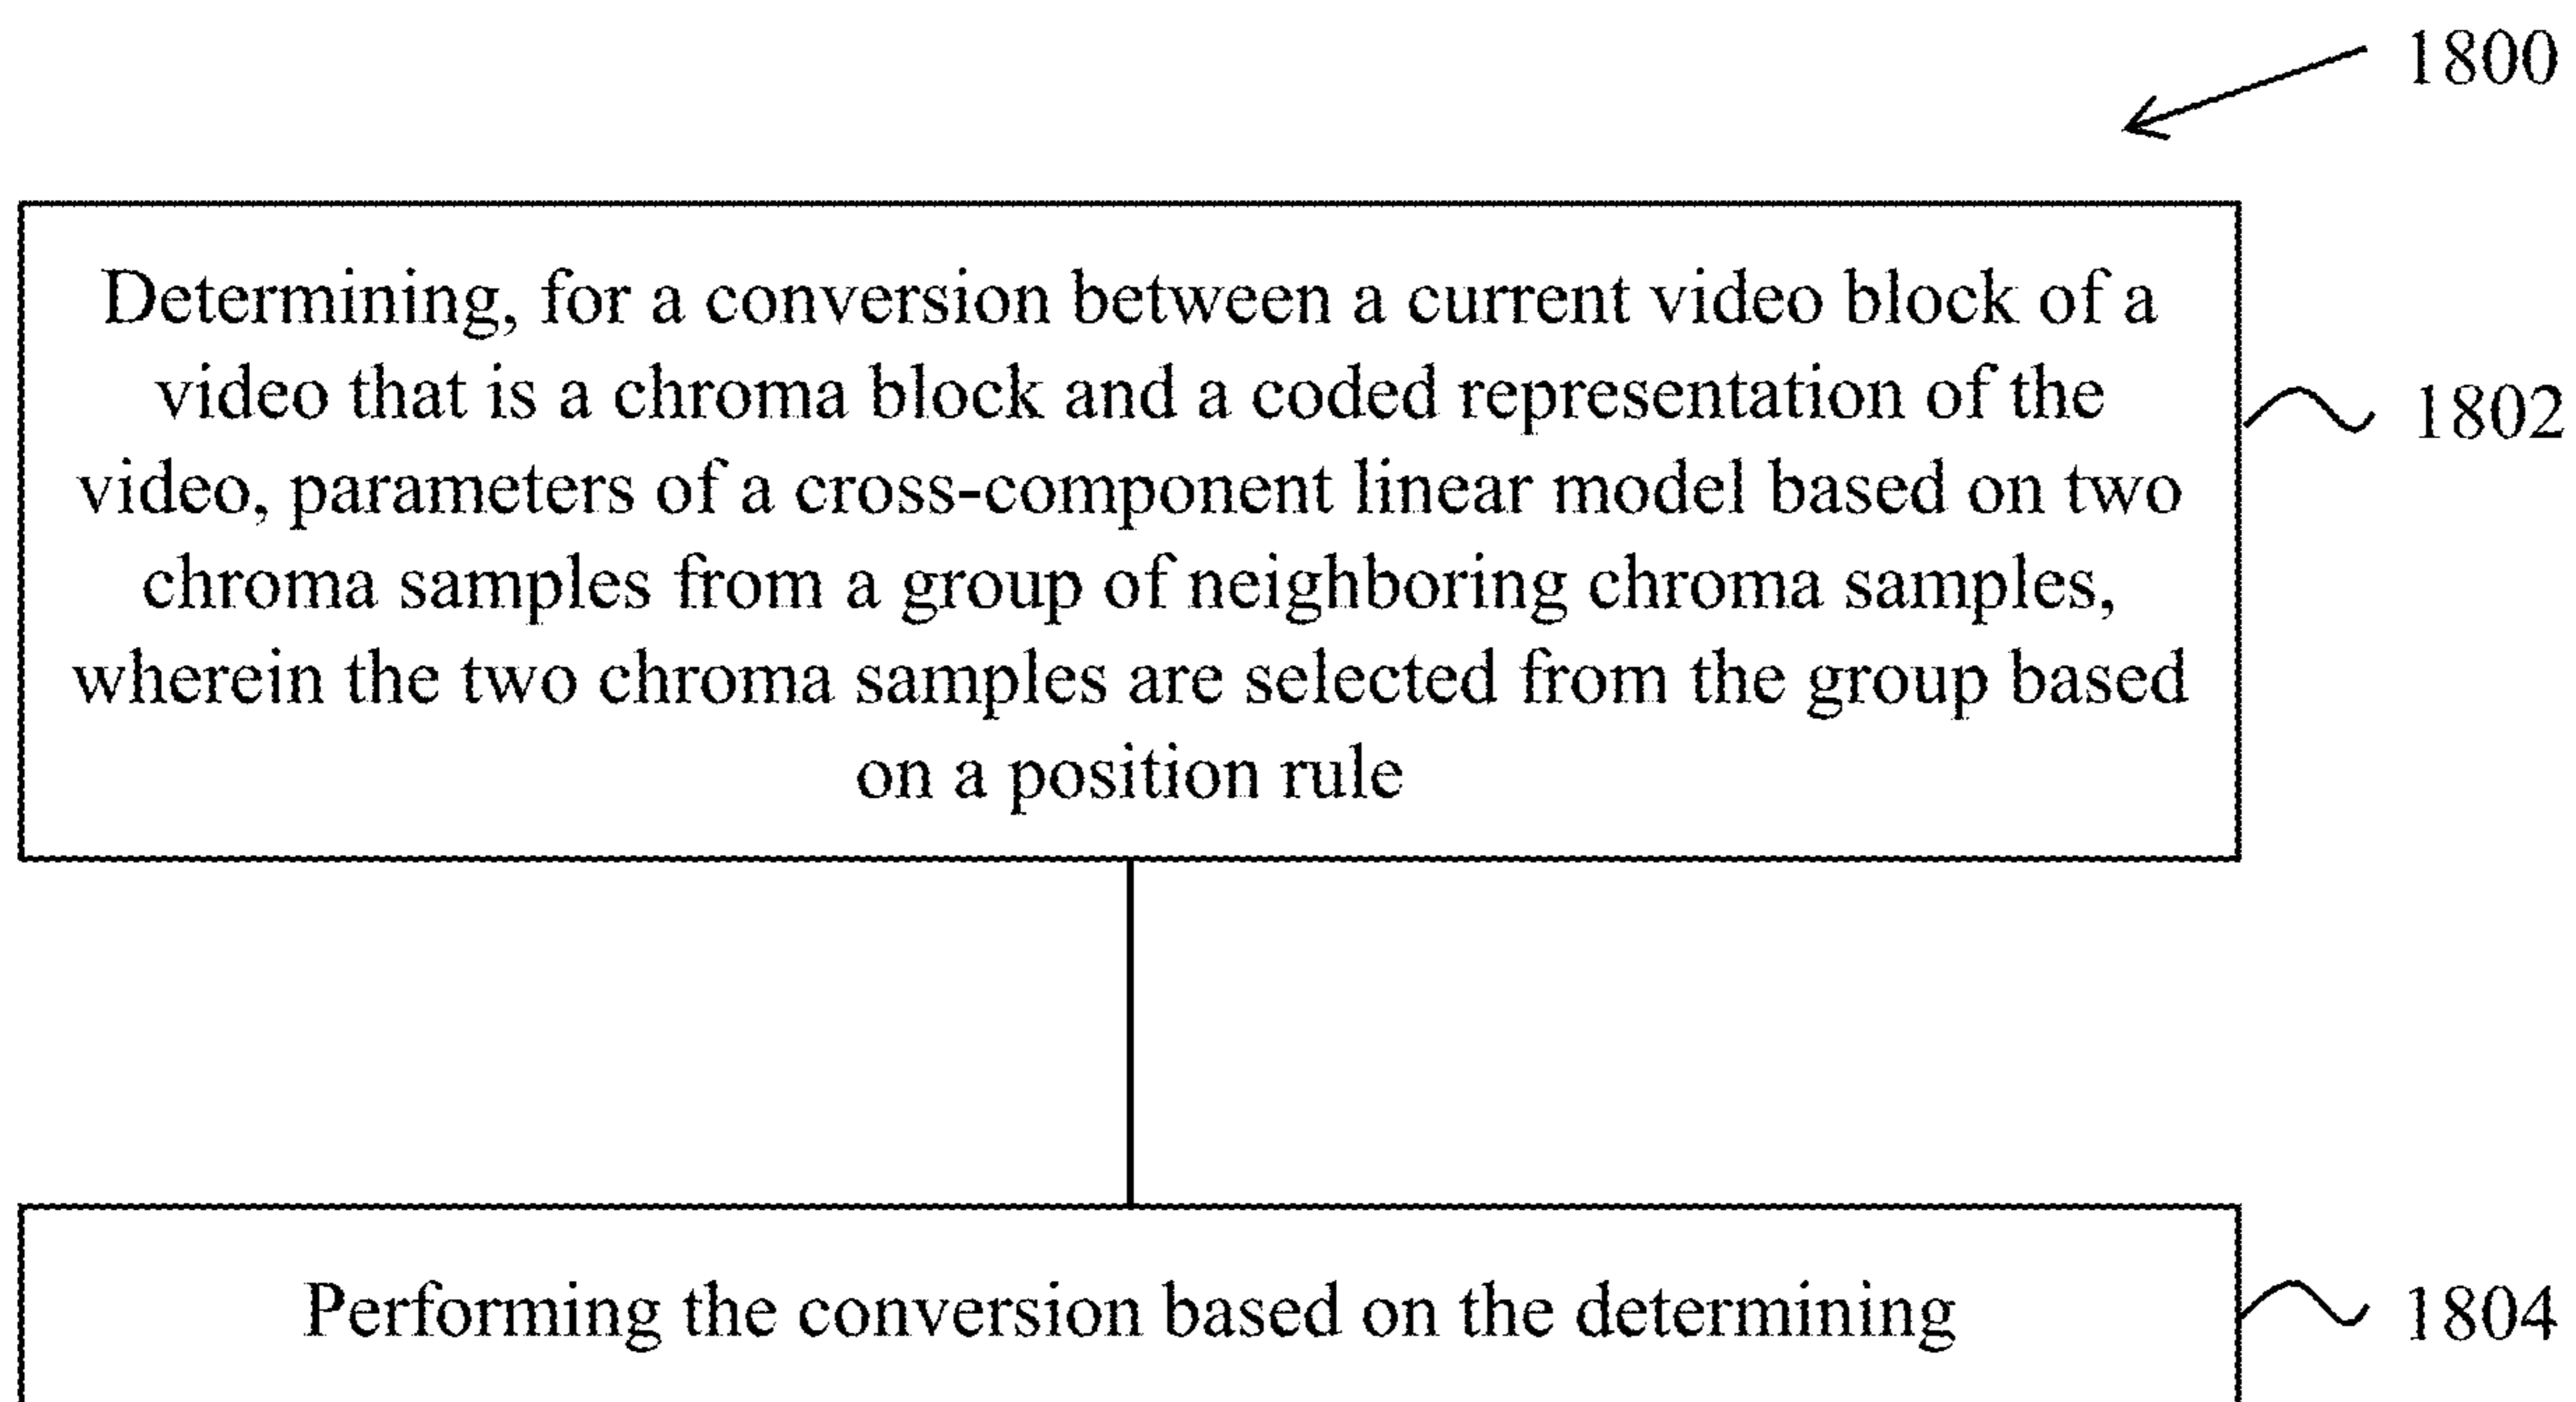 1800
Determining, for a conversion between a current video block of a
video that is a chroma block and a coded representation of the
video, parameters of a cross-component linear model based on two
chroma samples from a group of neighboring chroma samples,
wherein the two chroma samples are selected from the group based
on a position rule
1802
Performing the conversion based on the determining
1804